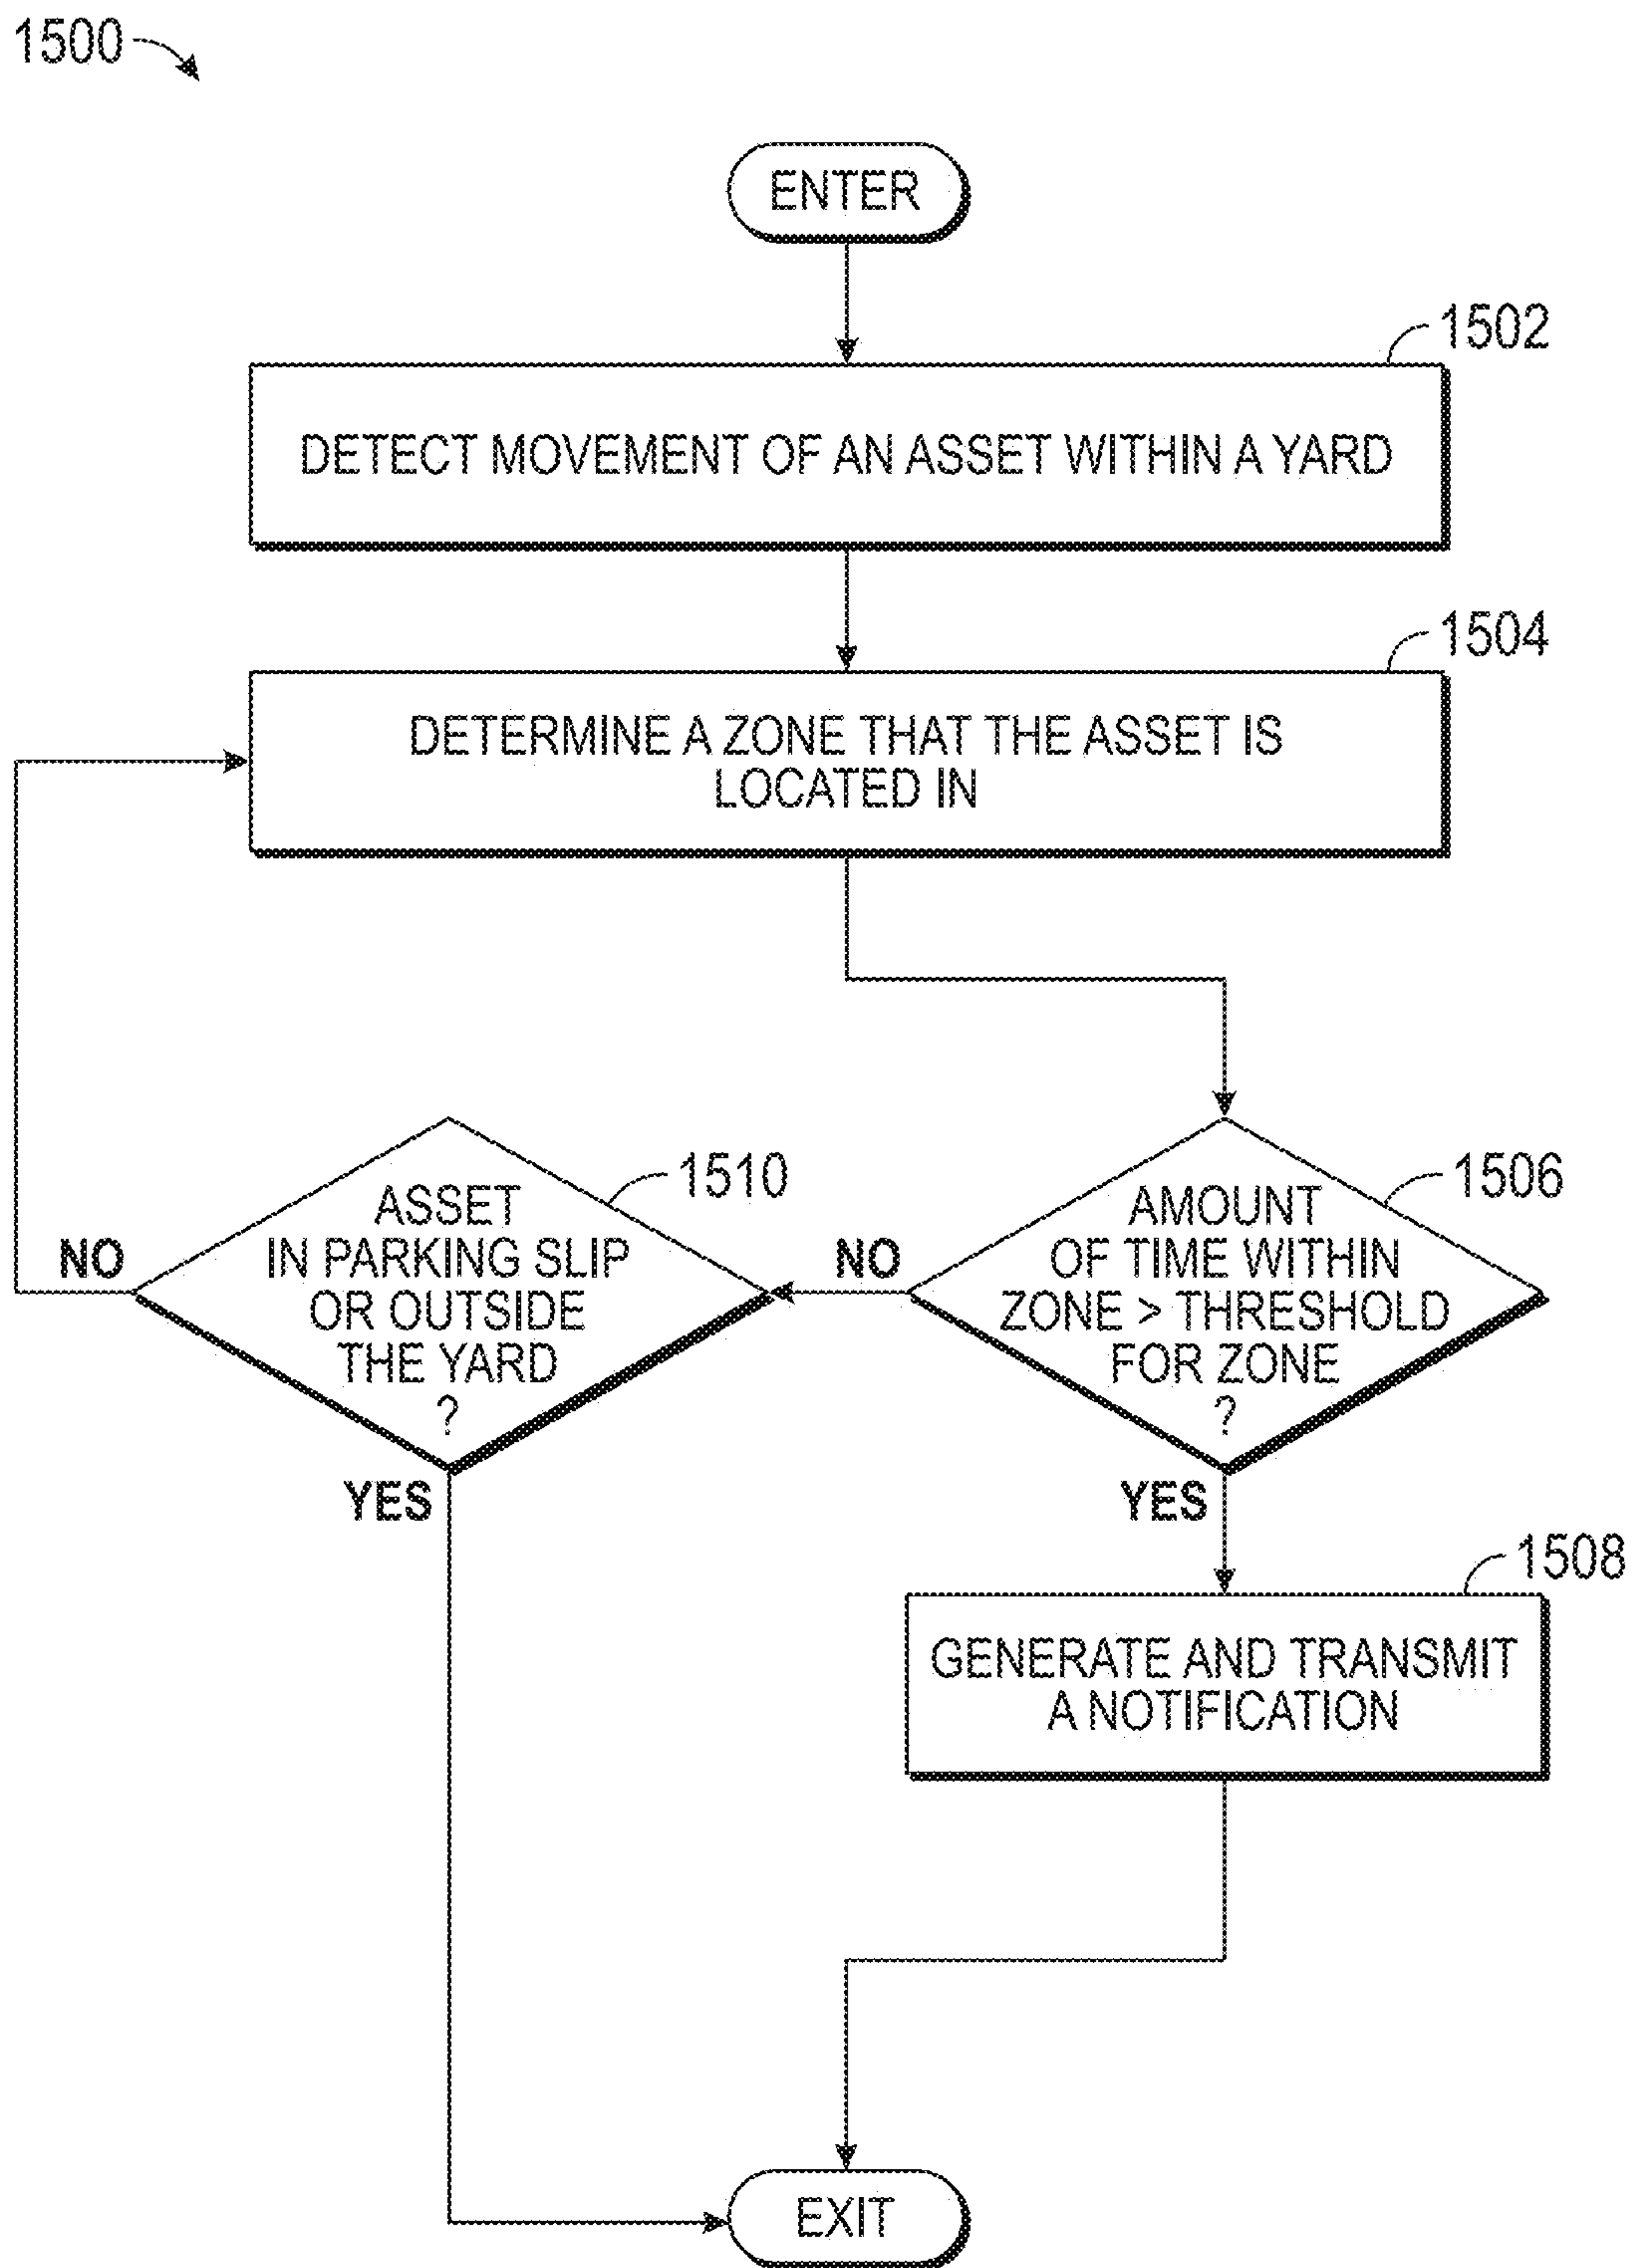 1500
ENTER
1502
DETECT MOVEMENT OF AN ASSET WITHIN A YARD
1504
DETERMINE A ZONE THAT THE ASSET IS
LOCATED IN
1510
ASSET
IN PARKING SLIP
OR OUTSIDE
THE YARD
?
NO
YES
1506
AMOUNT
OF TIME WITHIN
ZONE > THRESHOLD
FOR ZONE
?
NO
YES
1508
GENERATE AND TRANSMIT
A NOTIFICATION
EXIT